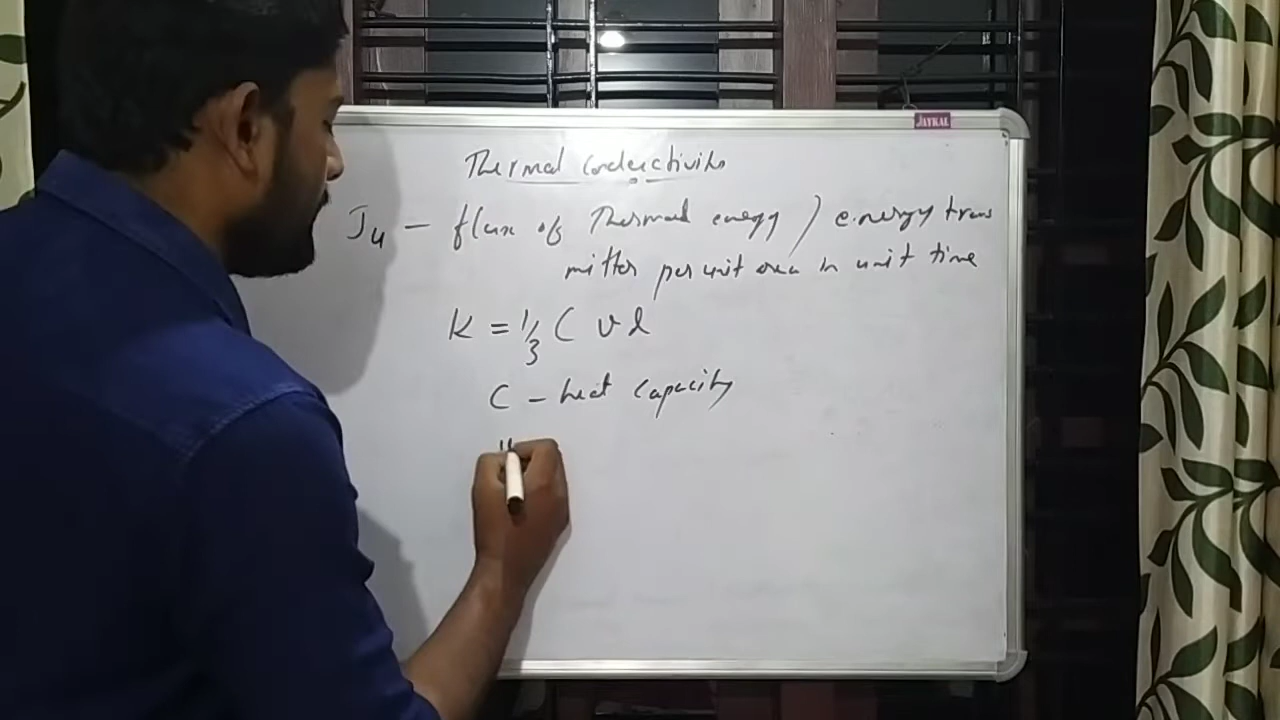 JAYKAL
Thermal conductivity
Ju – flux of Thermal energy / energy trans
mitter per unit area in unit time
K = 1/3 C v l
C – heat capacity